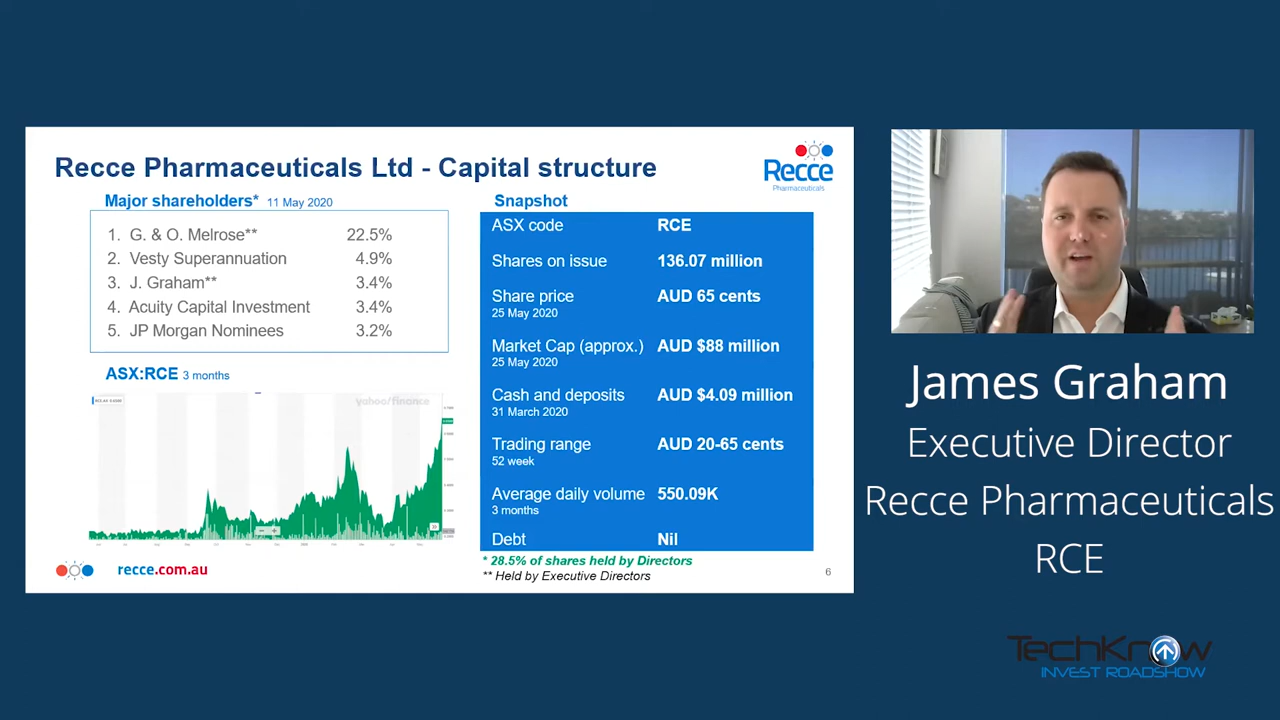 Recce Pharmaceuticals Ltd - Capital structure
Recce
Pharmaceuticals
Major shareholders* 11 May 2020
1. G. & O. Melrose** 22.5%
2. Vesty Superannuation 4.9%
3. J. Graham** 3.4%
4. Acuity Capital Investment 3.4%
5. JP Morgan Nominees 3.2%
ASX:RCE 3 months
yahoo/finance
Snapshot
ASX code RCE
Shares on issue 136.07 million
Share price AUD 65 cents
25 May 2020
Market Cap (approx.) AUD $88 million
25 May 2020
Cash and deposits AUD $4.09 million
31 March 2020
Trading range AUD 20-65 cents
52 week
Average daily volume 550.09K
3 months
Debt Nil
* 28.5% of shares held by Directors
** Held by Executive Directors
recce.com.au
6
James Graham
Executive Director
Recce Pharmaceuticals
RCE
TechKnow
INVEST ROADSHOW